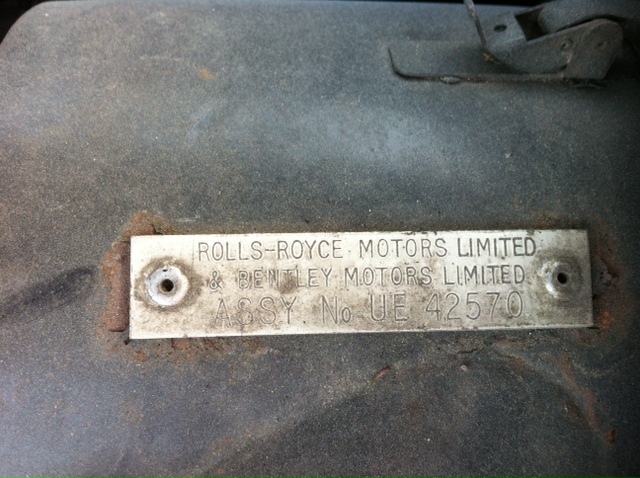 ROLLS-ROYCE MOTORS LIMITED
& BENTLEY MOTORS LIMITED
ASSY. No UE 42570